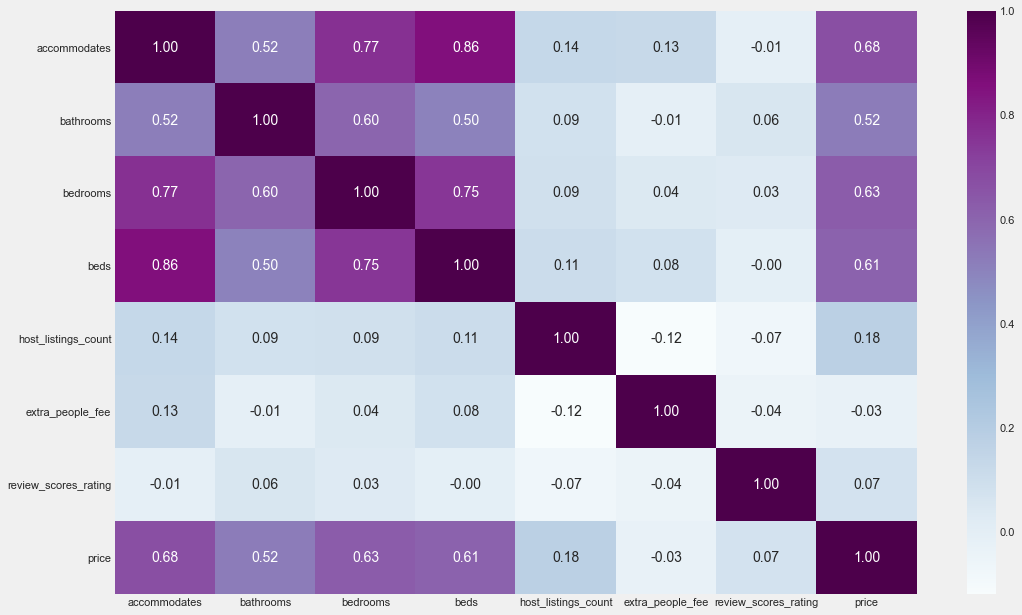 accommodates 1.00 0.52 0.77 0.86 0.14 0.13 -0.01 0.68
bathrooms 0.52 1.00 0.60 0.50 0.09 -0.01 0.06 0.52
bedrooms 0.77 0.60 1.00 0.75 0.09 0.04 0.03 0.63
beds 0.86 0.50 0.75 1.00 0.11 0.08 -0.00 0.61
host_listings_count 0.14 0.09 0.09 0.11 1.00 -0.12 -0.07 0.18
extra_people_fee 0.13 -0.01 0.04 0.08 -0.12 1.00 -0.04 -0.03
review_scores_rating -0.01 0.06 0.03 -0.00 -0.07 -0.04 1.00 0.07
price 0.68 0.52 0.63 0.61 0.18 -0.03 0.07 1.00
accommodates bathrooms bedrooms beds host_listings_count extra_people_fee review_scores_rating price
1.0
0.8
0.6
0.4
0.2
0.0